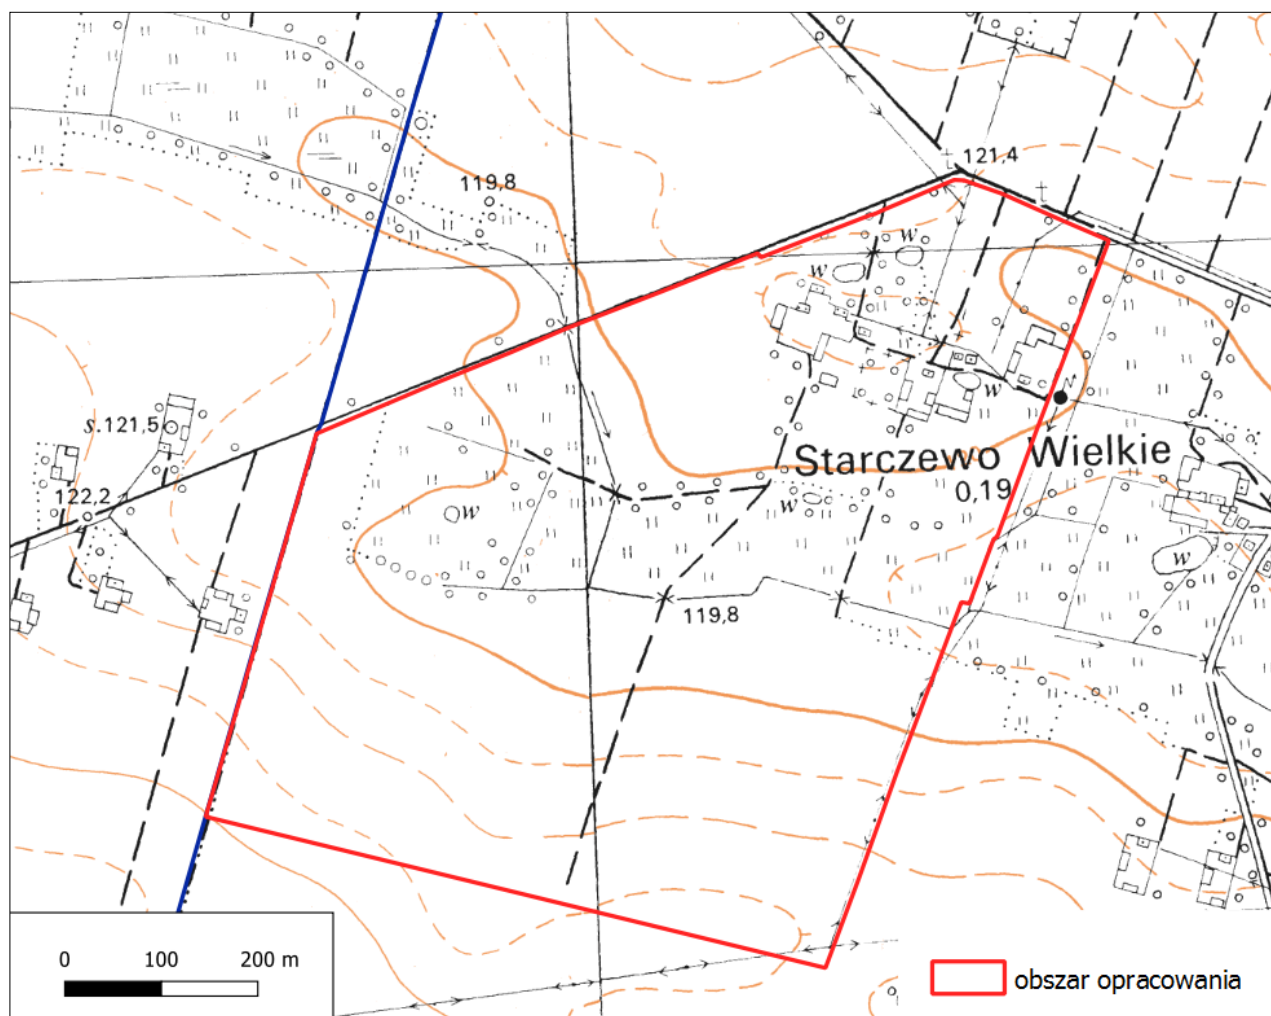 t
121,4
t
119,8
w
w
s.121,5
w
N
Starczewo Wielkie
0,19
122,2
w
w
w
119,8
0 100 200 m
obszar opracowania